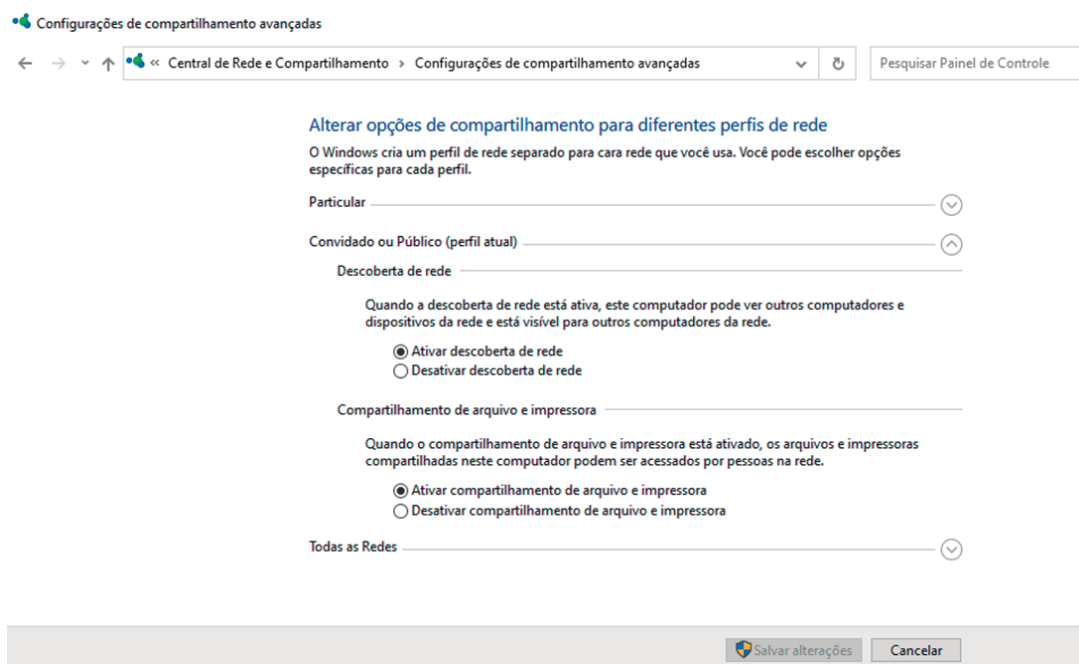 Configurações de compartilhamento avançadas
« Central de Rede e Compartilhamento > Configurações de compartilhamento avançadas
Pesquisar Painel de Controle
Alterar opções de compartilhamento para diferentes perfis de rede
O Windows cria um perfil de rede separado para cara rede que você usa. Você pode escolher opções
específicas para cada perfil.
Particular
Convidado ou Público (perfil atual)
Descoberta de rede
Quando a descoberta de rede está ativa, este computador pode ver outros computadores e
dispositivos da rede e está visível para outros computadores da rede.
Ativar descoberta de rede
Desativar descoberta de rede
Compartilhamento de arquivo e impressora
Quando o compartilhamento de arquivo e impressora está ativado, os arquivos e impressoras
compartilhadas neste computador podem ser acessados por pessoas na rede.
Ativar compartilhamento de arquivo e impressora
Desativar compartilhamento de arquivo e impressora
Todas as Redes
Salvar alterações
Cancelar